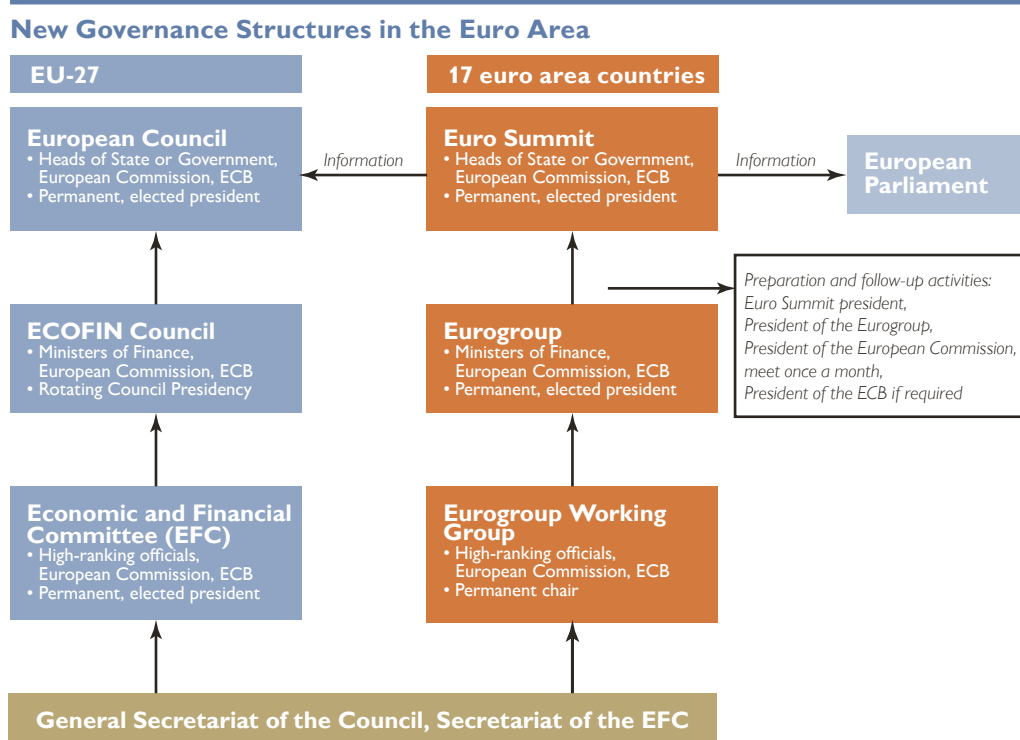 New Governance Structures in the Euro Area
EU-27
17 euro area countries
European Council
• Heads of State or Government,
European Commission, ECB
• Permanent, elected president
Information
Euro Summit
• Heads of State or Government,
European Commission, ECB
• Permanent, elected president
Information
European
Parliament
Preparation and follow-up activities:
Euro Summit president,
President of the Eurogroup,
President of the European Commission,
meet once a month,
President of the ECB if required
ECOFIN Council
• Ministers of Finance,
European Commission, ECB
• Rotating Council Presidency
Eurogroup
• Ministers of Finance,
European Commission, ECB
• Permanent, elected president
Economic and Financial
Committee (EFC)
• High-ranking officials,
European Commission, ECB
• Permanent, elected president
Eurogroup Working
Group
• High-ranking officials,
European Commission, ECB
• Permanent chair
General Secretariat of the Council, Secretariat of the EFC